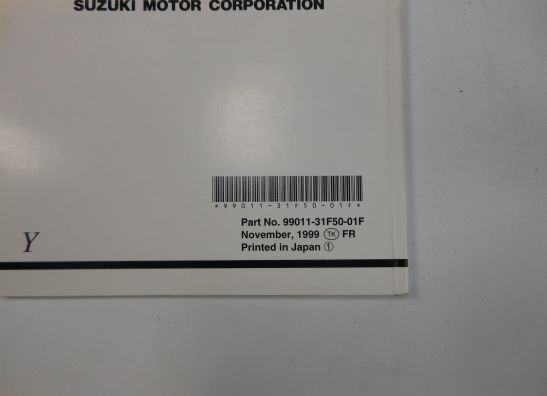 SUZUKI MOTOR CORPORATION
*99011-31F50-01F*
Part No. 99011-31F50-01F
November, 1999 TK FR
Printed in Japan ①
Y